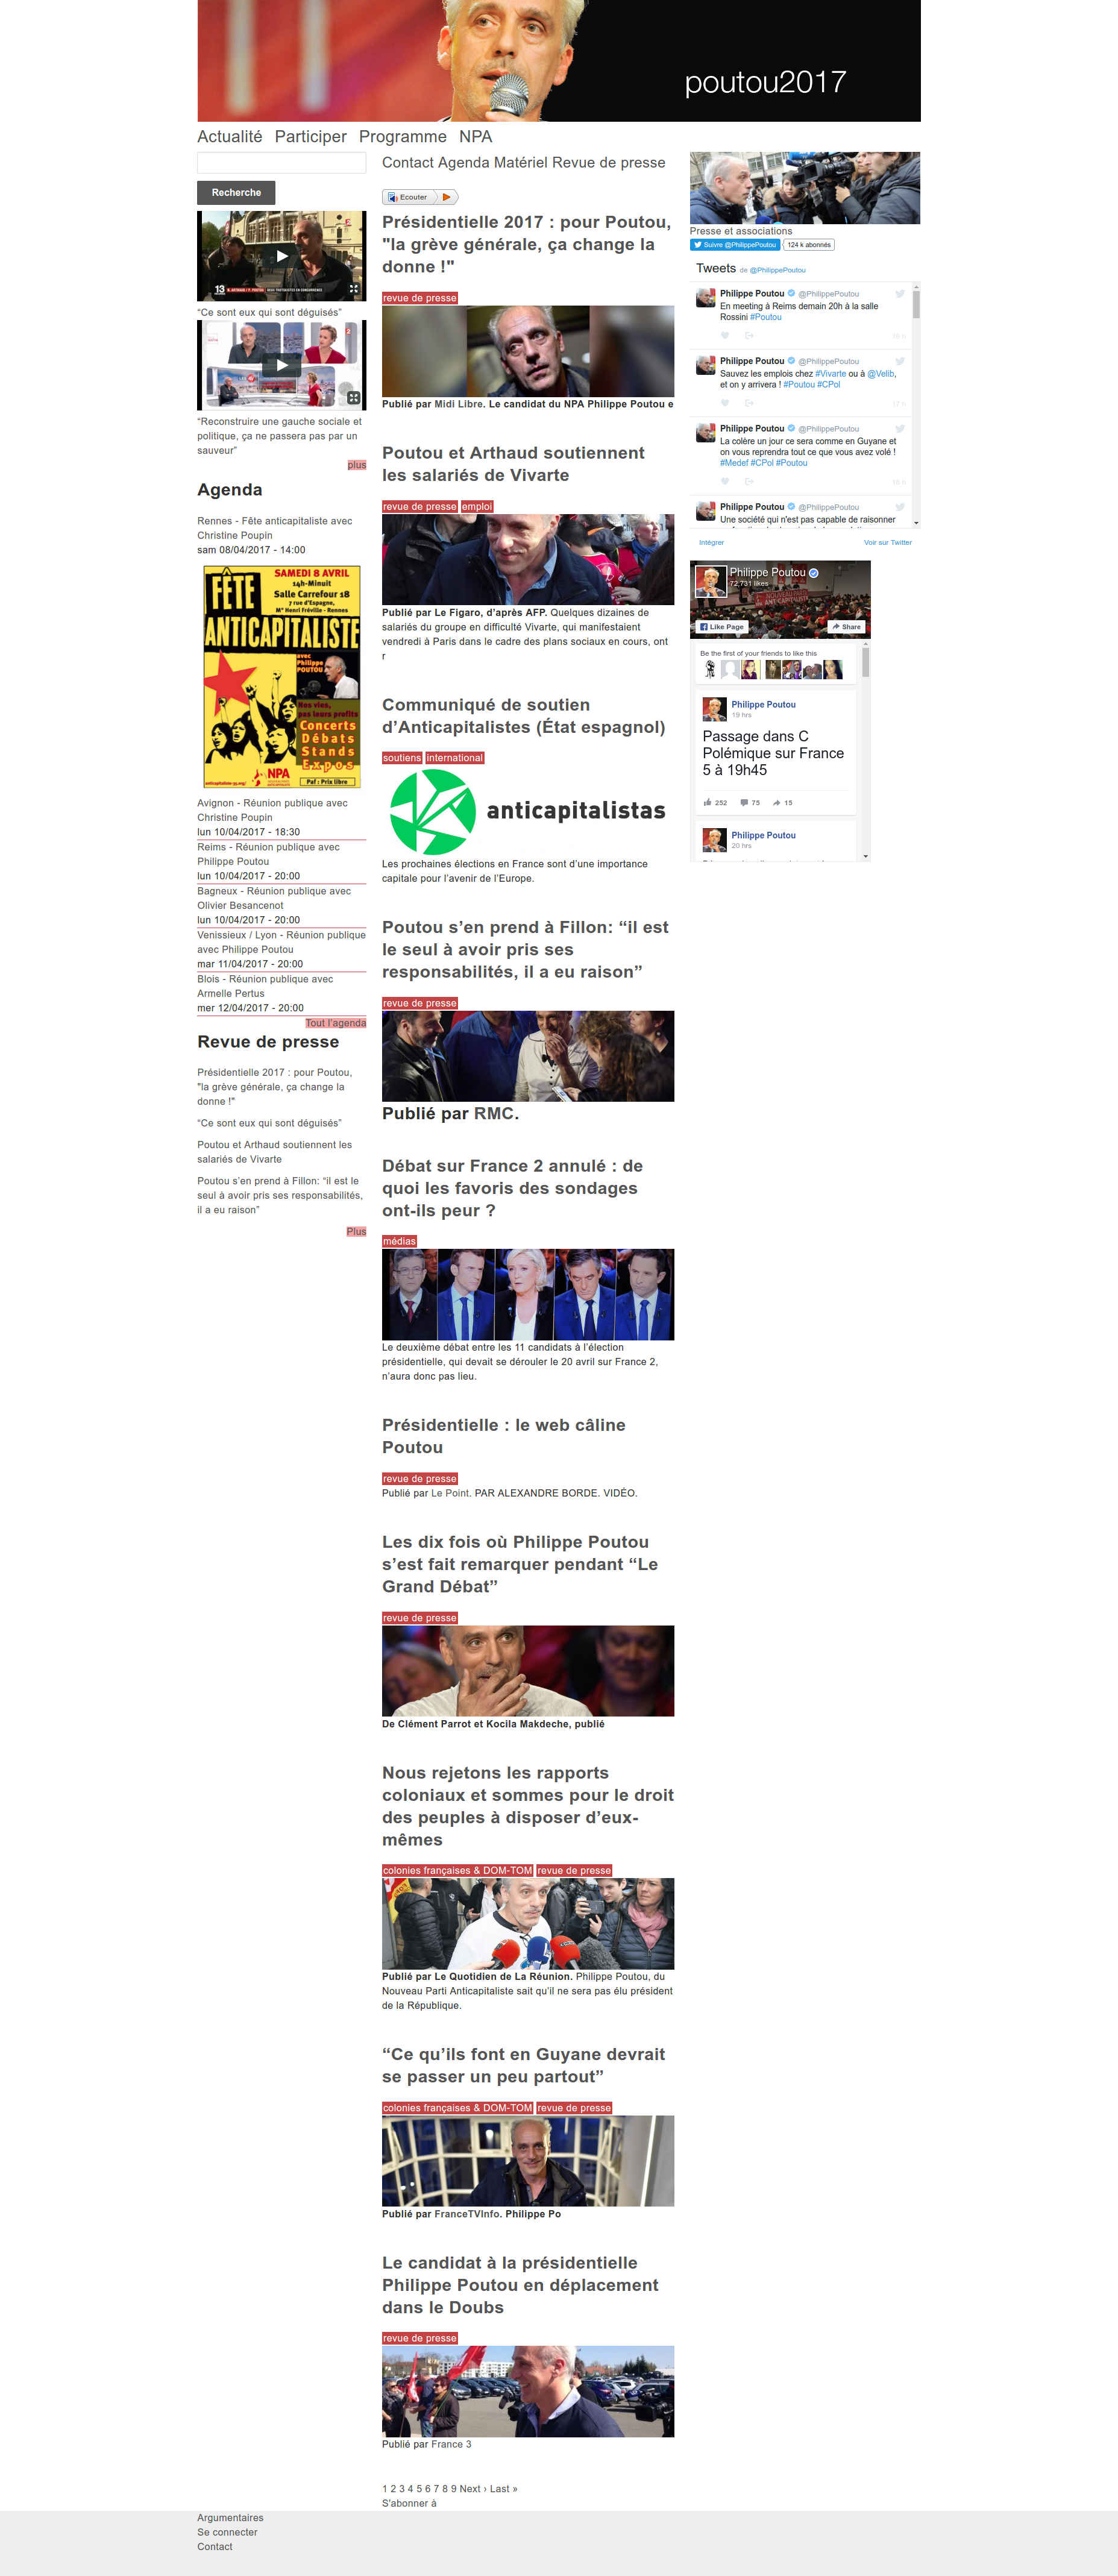 poutou2017
Actualité Participer Programme NPA
Recherche
13
“Ce sont eux qui sont déguisés”
“Reconstruire une gauche sociale et
politique, ça ne passera pas par un
sauveur”
plus
Agenda
Rennes - Fête anticapitaliste avec
Christine Poupin
sam 08/04/2017 - 14:00
SAMEDI 8 AVRIL
14h-Minuit
Salle Carrefour 18
7 rue d'Espagne,
M° Henri Fréville - Rennes
FÊTE
ANTICAPITALISTE
avec
Philippe
POUTOU
Nos vies,
pas leurs profits
Concerts
Débats
Stands
Expos
NPA
Paf : Prix libre
Avignon - Réunion publique avec
Christine Poupin
lun 10/04/2017 - 18:30
Reims - Réunion publique avec
Philippe Poutou
lun 10/04/2017 - 20:00
Bagneux - Réunion publique avec
Olivier Besancenot
lun 10/04/2017 - 20:00
Venissieux / Lyon - Réunion publique
avec Philippe Poutou
mar 11/04/2017 - 20:00
Blois - Réunion publique avec
Armelle Pertus
mer 12/04/2017 - 20:00
Tout l’agenda
Revue de presse
Présidentielle 2017 : pour Poutou,
"la grève générale, ça change la
donne !"
“Ce sont eux qui sont déguisés”
Poutou et Arthaud soutiennent les
salariés de Vivarte
Poutou s’en prend à Fillon: “il est le
seul à avoir pris ses responsabilités,
il a eu raison”
Plus
Contact Agenda Matériel Revue de presse
Ecouter
Présidentielle 2017 : pour Poutou,
"la grève générale, ça change la
donne !"
revue de presse
Publié par Midi Libre. Le candidat du NPA Philippe Poutou e
Poutou et Arthaud soutiennent
les salariés de Vivarte
revue de presse emploi
Publié par Le Figaro, d’après AFP. Quelques dizaines de
salariés du groupe en difficulté Vivarte, qui manifestaient
vendredi à Paris dans le cadre des plans sociaux en cours, ont
r
Communiqué de soutien
d’Anticapitalistes (État espagnol)
soutiens international
anticapitalistas
Les prochaines élections en France sont d’une importance
capitale pour l’avenir de l’Europe.
Poutou s’en prend à Fillon: “il est
le seul à avoir pris ses
responsabilités, il a eu raison”
revue de presse
Publié par RMC.
Débat sur France 2 annulé : de
quoi les favoris des sondages
ont-ils peur ?
médias
Le deuxième débat entre les 11 candidats à l’élection
présidentielle, qui devait se dérouler le 20 avril sur France 2,
n’aura donc pas lieu.
Présidentielle : le web câline
Poutou
revue de presse
Publié par Le Point. PAR ALEXANDRE BORDE. VIDÉO.
Les dix fois où Philippe Poutou
s’est fait remarquer pendant “Le
Grand Débat”
revue de presse
De Clément Parrot et Kocila Makdeche, publié
Nous rejetons les rapports
coloniaux et sommes pour le droit
des peuples à disposer d’eux-
mêmes
colonies françaises & DOM-TOM revue de presse
Publié par Le Quotidien de La Réunion. Philippe Poutou, du
Nouveau Parti Anticapitaliste sait qu’il ne sera pas élu président
de la République.
“Ce qu’ils font en Guyane devrait
se passer un peu partout”
colonies françaises & DOM-TOM revue de presse
Publié par FranceTVInfo. Philippe Po
Le candidat à la présidentielle
Philippe Poutou en déplacement
dans le Doubs
revue de presse
Publié par France 3
1 2 3 4 5 6 7 8 9 Next › Last »
S'abonner à
Presse et associations
Suivre @PhilippePoutou 124 k abonnés
Tweets de @PhilippePoutou
Philippe Poutou @PhilippePoutou
En meeting à Reims demain 20h à la salle
Rossini #Poutou
Philippe Poutou @PhilippePoutou
Sauvez les emplois chez #Vivarte ou à @Velib,
et on y arrivera ! #Poutou #CPol
Philippe Poutou @PhilippePoutou
La colère un jour ce sera comme en Guyane et
on vous reprendra tout ce que vous avez volé !
#Medef #CPol #Poutou
Philippe Poutou @PhilippePoutou
Une société qui n'est pas capable de raisonner
Intégrer Voir sur Twitter
Philippe Poutou
72,731 likes
Like Page Share
Be the first of your friends to like this
Philippe Poutou
19 hrs
Passage dans C
Polémique sur France
5 à 19h45
252 75 15
Philippe Poutou
20 hrs
Argumentaires
Se connecter
Contact